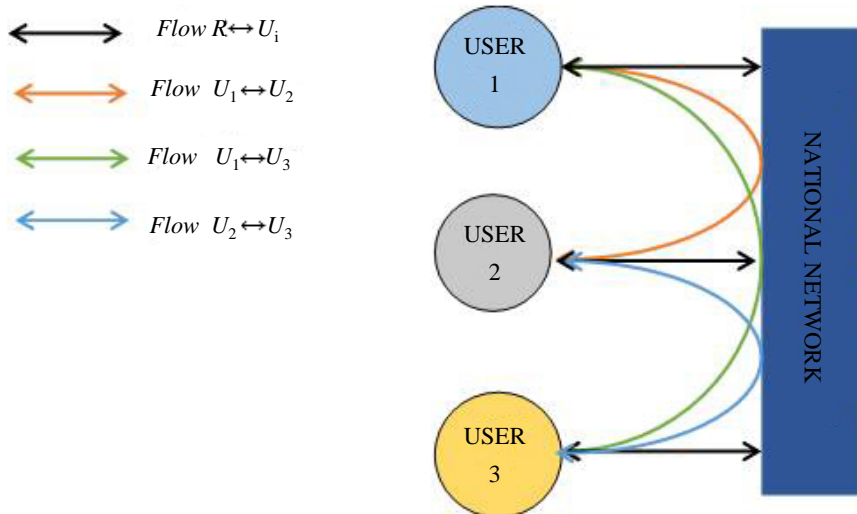 Flow R↔Uᵢ
Flow U₁↔U₂
Flow U₁↔U₃
Flow U₂↔U₃
USER
1
USER
2
USER
3
NATIONAL NETWORK